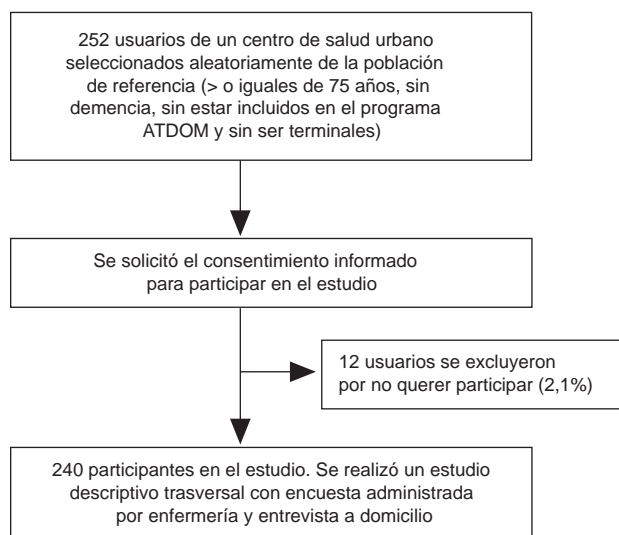 252 usuarios de un centro de salud urbano
seleccionados aleatoriamente de la población
de referencia (> o iguales de 75 años, sin
demencia, sin estar incluidos en el programa
ATDOM y sin ser terminales)
Se solicitó el consentimiento informado
para participar en el estudio
12 usuarios se excluyeron
por no querer participar (2,1%)
240 participantes en el estudio. Se realizó un estudio
descriptivo trasversal con encuesta administrada
por enfermería y entrevista a domicilio